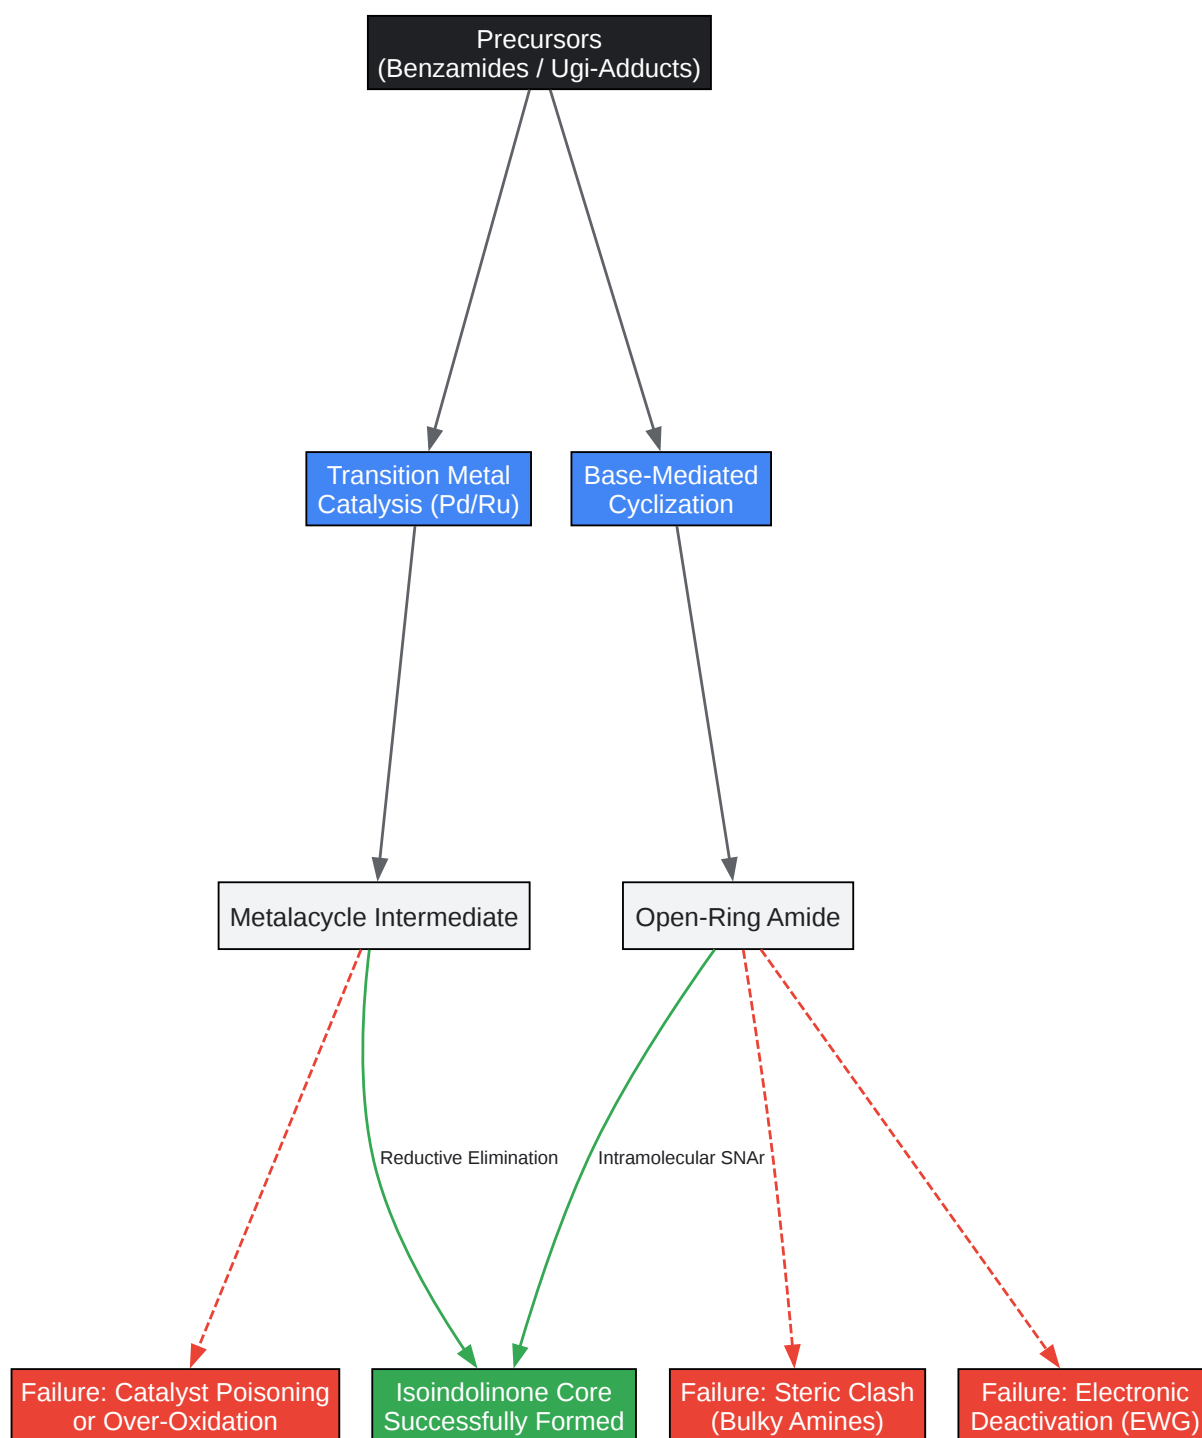 Precursors
(Benzamides / Ugi-Adducts)
Transition Metal
Catalysis (Pd/Ru)
Base-Mediated
Cyclization
Metalacycle Intermediate
Open-Ring Amide
Reductive Elimination
Intramolecular SNAr
Failure: Catalyst Poisoning
or Over-Oxidation
Isoindolinone Core
Successfully Formed
Failure: Steric Clash
(Bulky Amines)
Failure: Electronic
Deactivation (EWG)